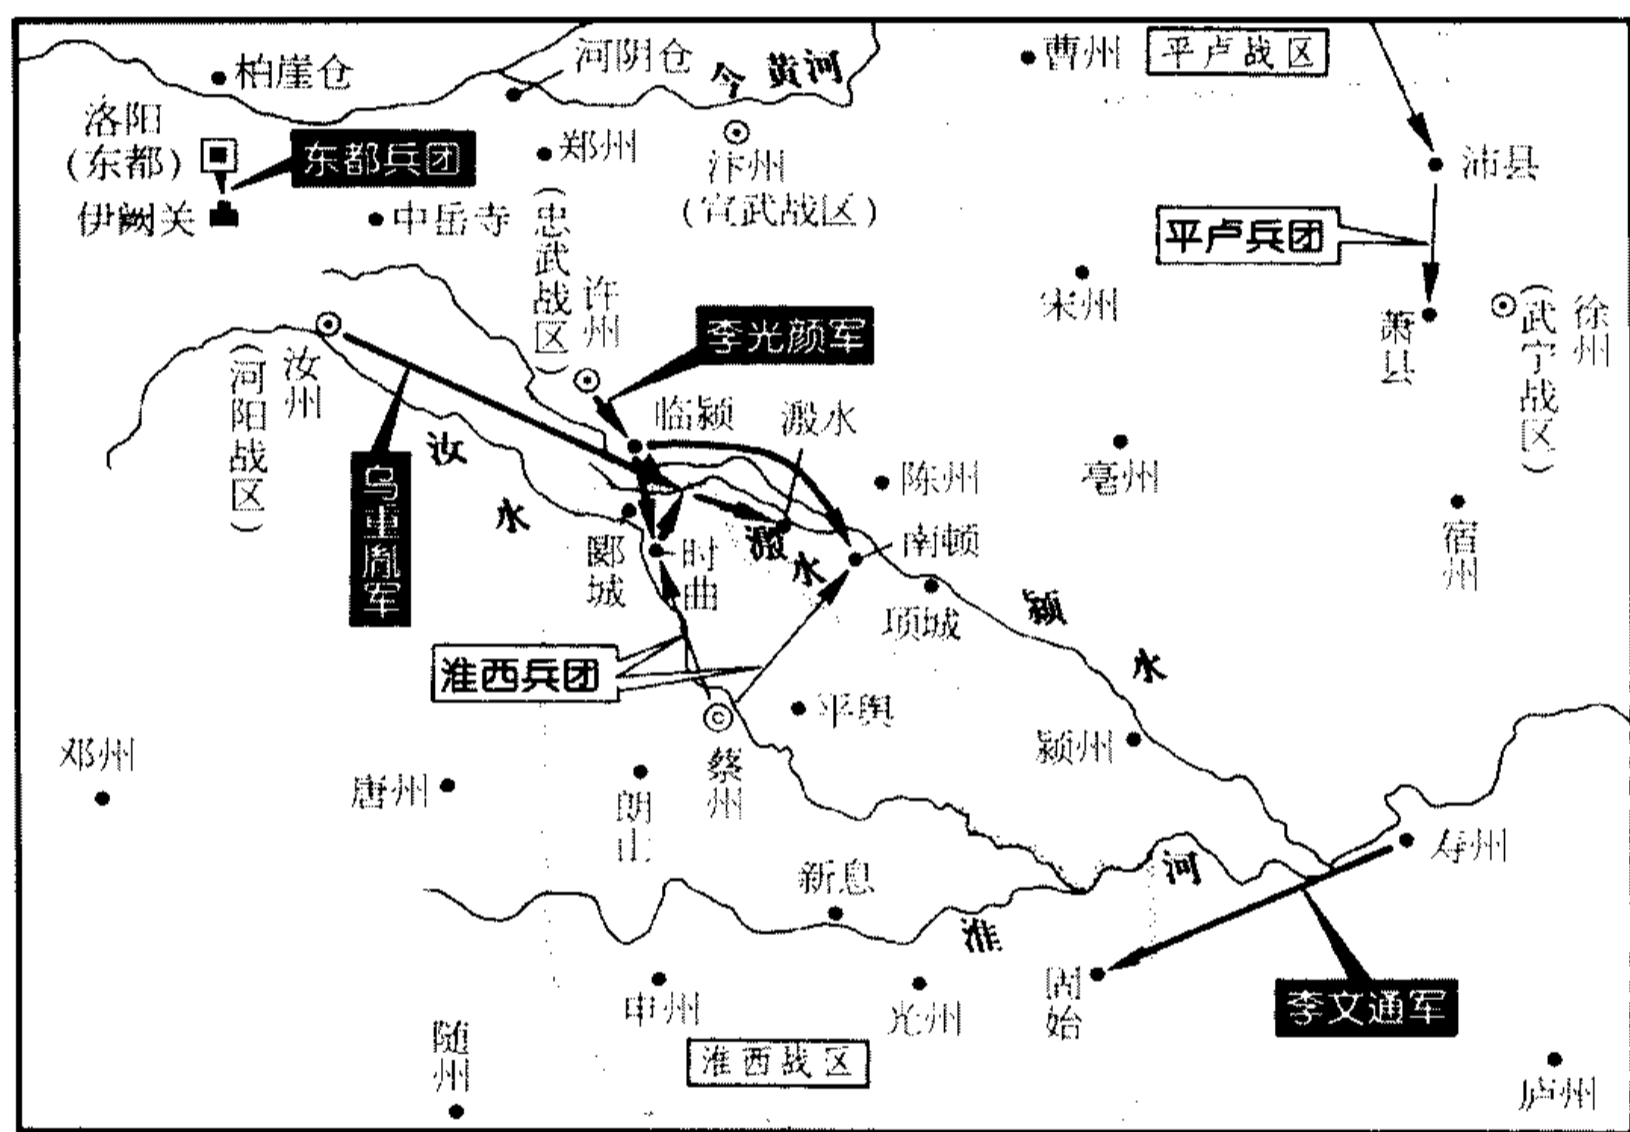 柏崖仓
河阴仓
今黄河
曹州
平卢战区
洛阳
(东都)
东都兵团
郑州
汴州
(宣武战区)
沛县
伊阙关
中岳寺
(忠武战区)
许州
平卢兵团
宋州
萧县
(武宁战区)
徐州
李光颜军
汝州
(河阳战区)
临颍
溵水
汝水
陈州
亳州
乌重胤军
郾城
时曲
溵水
南顿
宿州
项城
颍水
淮西兵团
平舆
蔡州
颍州
邓州
唐州
朗山
寿州
新息
淮河
申州
光州
固始
李文通军
随州
淮西战区
庐州